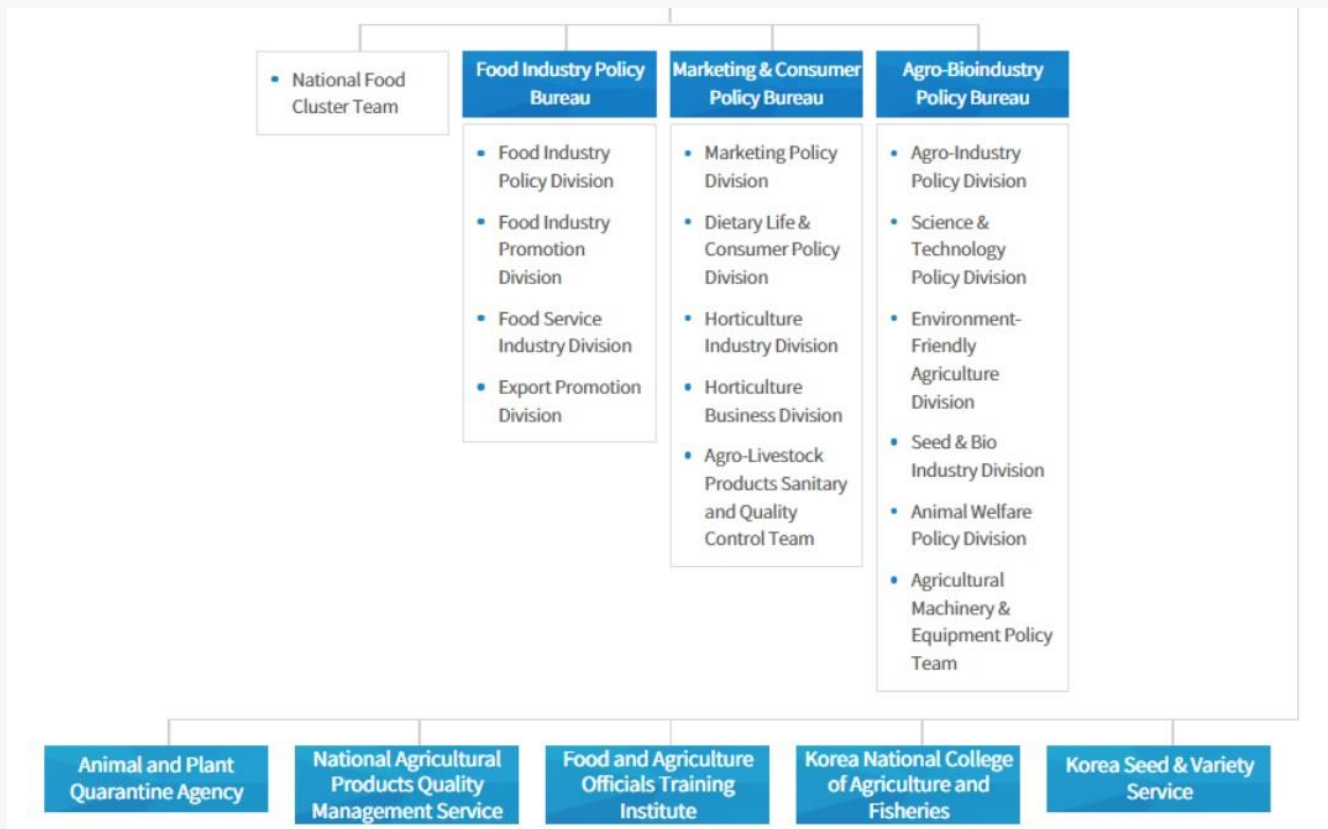 National Food
Cluster Team
Food Industry Policy
Bureau
Food Industry
Policy Division
Food Industry
Promotion
Division
Food Service
Industry Division
Export Promotion
Division
Marketing & Consumer
Policy Bureau
Marketing Policy
Division
Dietary Life &
Consumer Policy
Division
Horticulture
Industry Division
Horticulture
Business Division
Agro-Livestock
Products Sanitary
and Quality
Control Team
Agro-Bioindustry
Policy Bureau
Agro-Industry
Policy Division
Science &
Technology
Policy Division
Environment-
Friendly
Agriculture
Division
Seed & Bio
Industry Division
Animal Welfare
Policy Division
Agricultural
Machinery &
Equipment Policy
Team
Animal and Plant
Quarantine Agency
National Agricultural
Products Quality
Management Service
Food and Agriculture
Officials Training
Institute
Korea National College
of Agriculture and
Fisheries
Korea Seed & Variety
Service